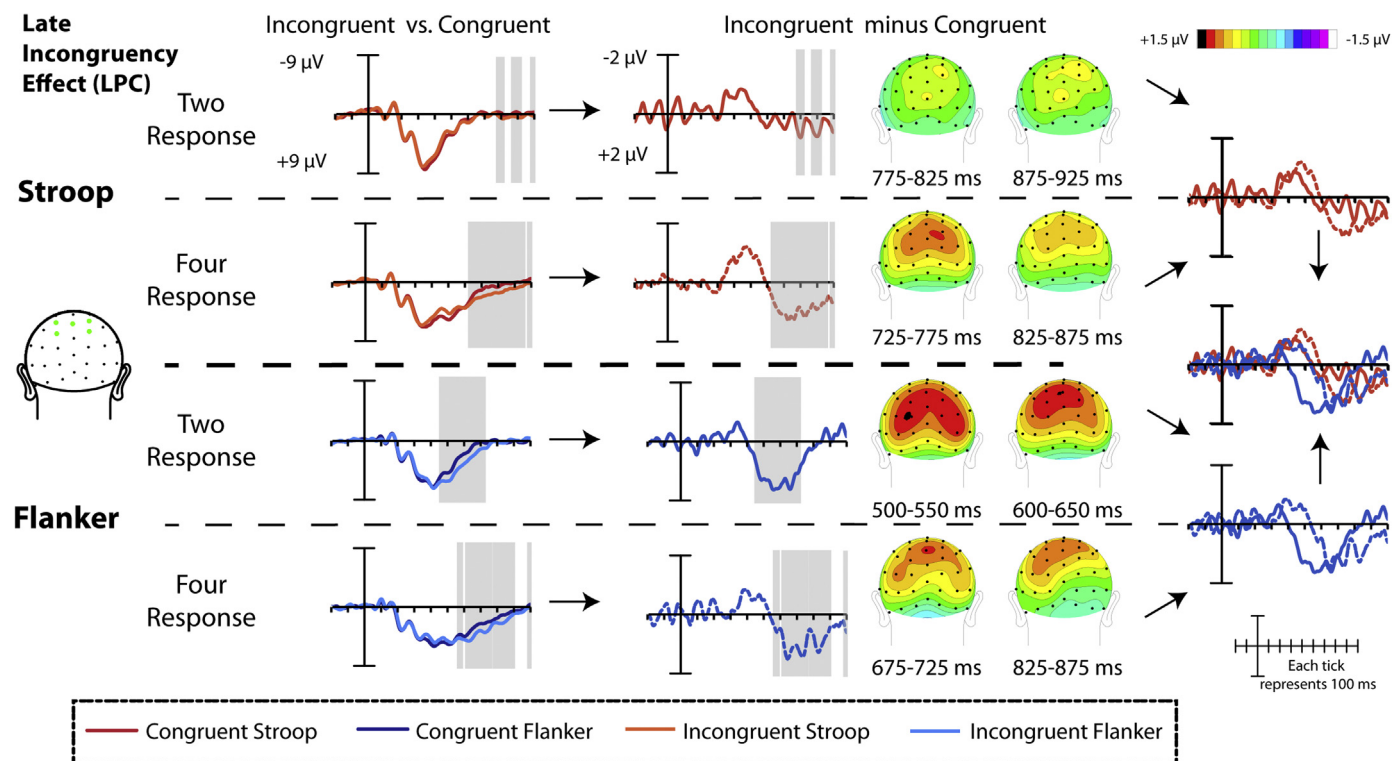 Late
Incongruency
Effect (LPC)
Incongruent vs. Congruent
Incongruent minus Congruent
+1.5 µV
-1.5 µV
-9 µV
+9 µV
-2 µV
+2 µV
Two
Response
775-825 ms
875-925 ms
Stroop
Four
Response
725-775 ms
825-875 ms
Two
Response
500-550 ms
600-650 ms
Flanker
Four
Response
675-725 ms
825-875 ms
Each tick
represents 100 ms
Congruent Stroop
Congruent Flanker
Incongruent Stroop
Incongruent Flanker